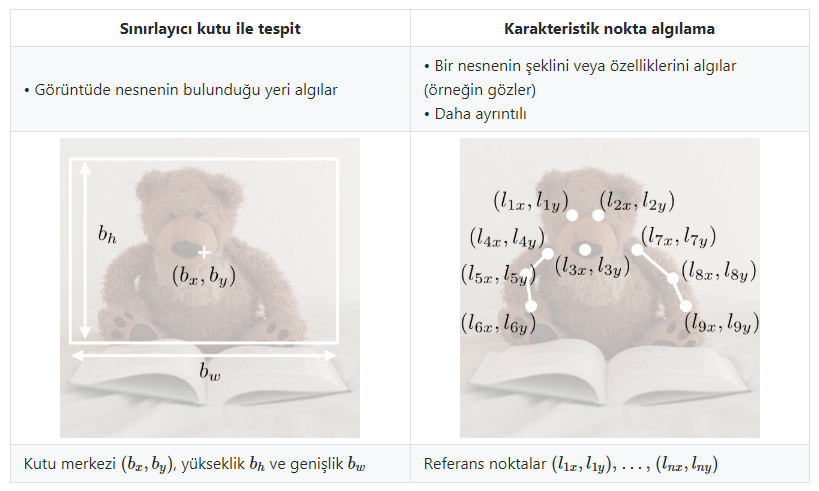 Sınırlayıcı kutu ile tespit
Karakteristik nokta algılama
• Görüntüde nesnenin bulunduğu yeri algılar
• Bir nesnenin şeklini veya özelliklerini algılar
(örneğin gözler)
• Daha ayrıntılı
b_h
(b_x, b_y)
b_w
(l_{1x}, l_{1y})
(l_{2x}, l_{2y})
(l_{4x}, l_{4y})
(l_{7x}, l_{7y})
(l_{3x}, l_{3y})
(l_{5x}, l_{5y})
(l_{8x}, l_{8y})
(l_{6x}, l_{6y})
(l_{9x}, l_{9y})
Kutu merkezi (b_x, b_y), yükseklik b_h ve genişlik b_w
Referans noktalar (l_{1x}, l_{1y}), ..., (l_{nx}, l_{ny})